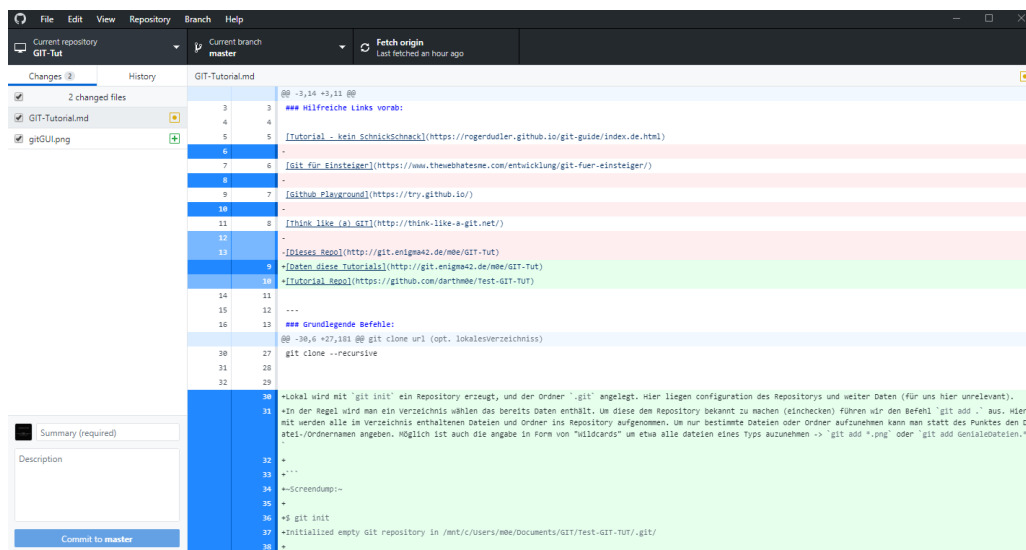 File Edit View Repository Branch Help
Current repository
GIT-Tut
Current branch
master
Fetch origin
Last fetched an hour ago
Changes 2 History
GIT-Tutorial.md
2 changed files
GIT-Tutorial.md
gitGUI.png
@@ -3,14 +3,11 @@
3 3 ### Hilfreiche Links vorab:
4 4
5 5 [Tutorial - kein SchnickSchnack](https://rogerdudler.github.io/git-guide/index.de.html)
6 -
7 6 [Git für Einsteiger](https://www.thewebhatesme.com/entwicklung/git-fuer-einsteiger/)
8 -
9 7 [Github Playground](https://try.github.io/)
10 -
11 8 [Think like (a) GIT](http://think-like-a-git.net/)
12 -
13 -[Dieses Repo](http://git.enigma42.de/m0e/GIT-Tut)
9 +[Daten diese Tutorials](http://git.enigma42.de/m0e/GIT-Tut)
10 +[Tutorial Repo](https://github.com/darthm0e/Test-GIT-TUT)
14 11
15 12 ---
16 13 ### Grundlegende Befehle:
@@ -30,6 +27,181 @@ git clone url (opt. lokalesVerzeichniss)
30 27 git clone --recursive
31 28
32 29
30 +Lokal wird mit `git init` ein Repository erzeugt, und der Ordner `.git` angelegt. Hier liegen configuration des Repositorys und weiter Daten (für uns hier unrelevant).
31 +In der Regel wird man ein Verzeichnis wählen das bereits Daten enthält. Um diese dem Repository bekannt zu machen (einchecken) führen wir den Befehl `git add .` aus. Hier
mit werden alle im Verzeichnis enthaltenen Dateien und Ordner ins Repository aufgenommen. Um nur bestimmte Dateien oder Ordner aufzunehmen kann man statt des Punktes den D
atei-/Ordnernamen angeben. Möglich ist auch die angabe in Form von "Wildcards" um etwa alle dateien eines Typs auzunehmen -> `git add *.png` oder `git add GenialeDateien.*
`
32 +
33 +```
34 +~Screendump:~
35 +
36 +$ git init
37 +Initialized empty Git repository in /mnt/c/Users/m0e/Documents/GIT/Test-GIT-TUT/.git/
38 +
Summary (required)
Description
Commit to master